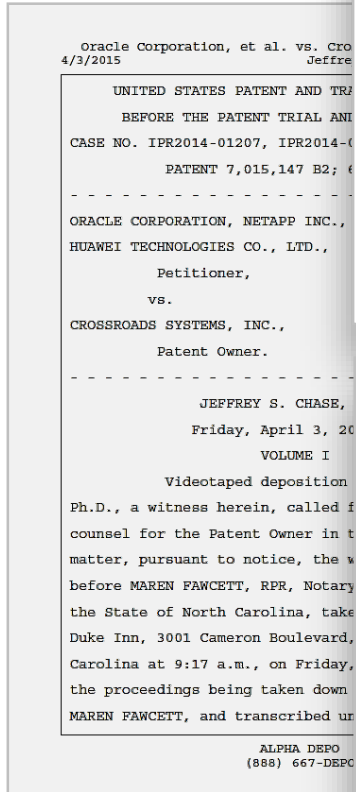 Oracle Corporation, et al. vs. Cro
4/3/2015 Jeffre
UNITED STATES PATENT AND TRA
BEFORE THE PATENT TRIAL AND
CASE NO. IPR2014-01207, IPR2014-
PATENT 7,015,147 B2;
- - - - - - - - - - - - - - - - - -
ORACLE CORPORATION, NETAPP INC.,
HUAWEI TECHNOLOGIES CO., LTD.,
Petitioner,
vs.
CROSSROADS SYSTEMS, INC.,
Patent Owner.
- - - - - - - - - - - - - - - - - -
JEFFREY S. CHASE,
Friday, April 3, 20
VOLUME I
Videotaped deposition
Ph.D., a witness herein, called f
counsel for the Patent Owner in t
matter, pursuant to notice, the w
before MAREN FAWCETT, RPR, Notary
the State of North Carolina, take
Duke Inn, 3001 Cameron Boulevard,
Carolina at 9:17 a.m., on Friday,
the proceedings being taken down
MAREN FAWCETT, and transcribed un
ALPHA DEPO
(888) 667-DEPO